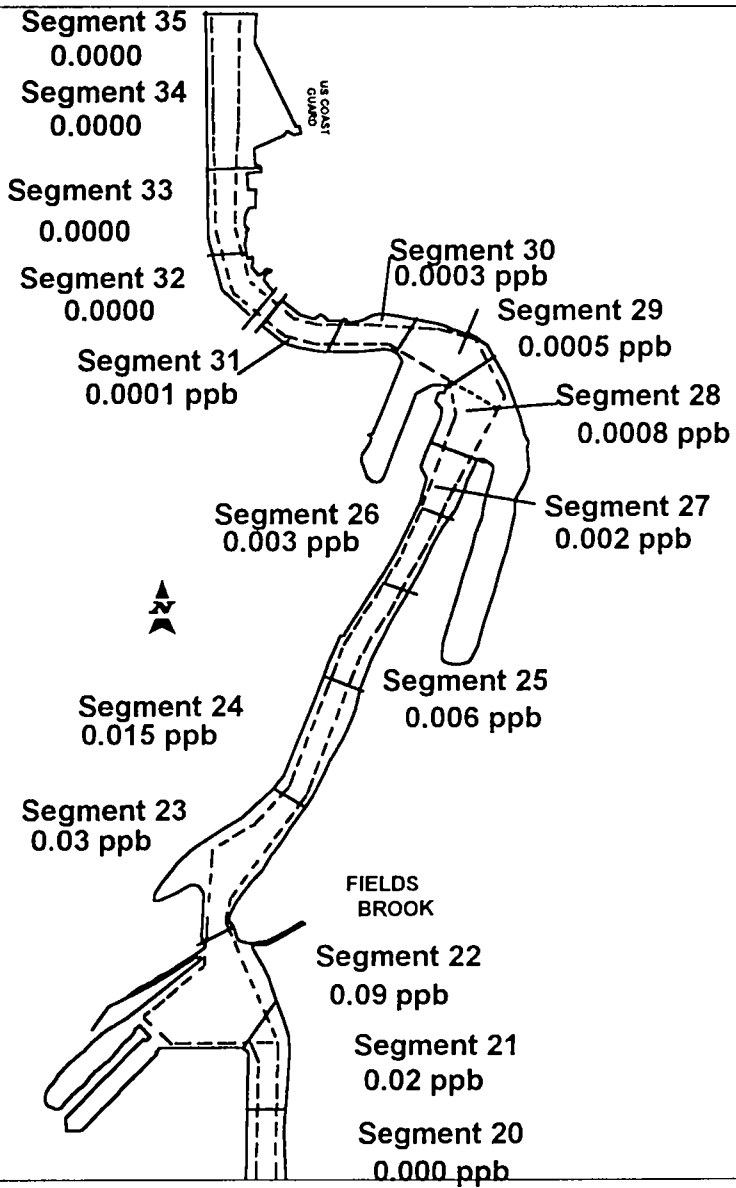 Segment 35
0.0000
Segment 34
0.0000
US COAST
GUARD
Segment 33
0.0000
Segment 32
0.0000
Segment 30
0.0003 ppb
Segment 29
0.0005 ppb
Segment 31
0.0001 ppb
Segment 28
0.0008 ppb
Segment 26
0.003 ppb
Segment 27
0.002 ppb
N
Segment 25
0.006 ppb
Segment 24
0.015 ppb
Segment 23
0.03 ppb
FIELDS
BROOK
Segment 22
0.09 ppb
Segment 21
0.02 ppb
Segment 20
0.000 ppb